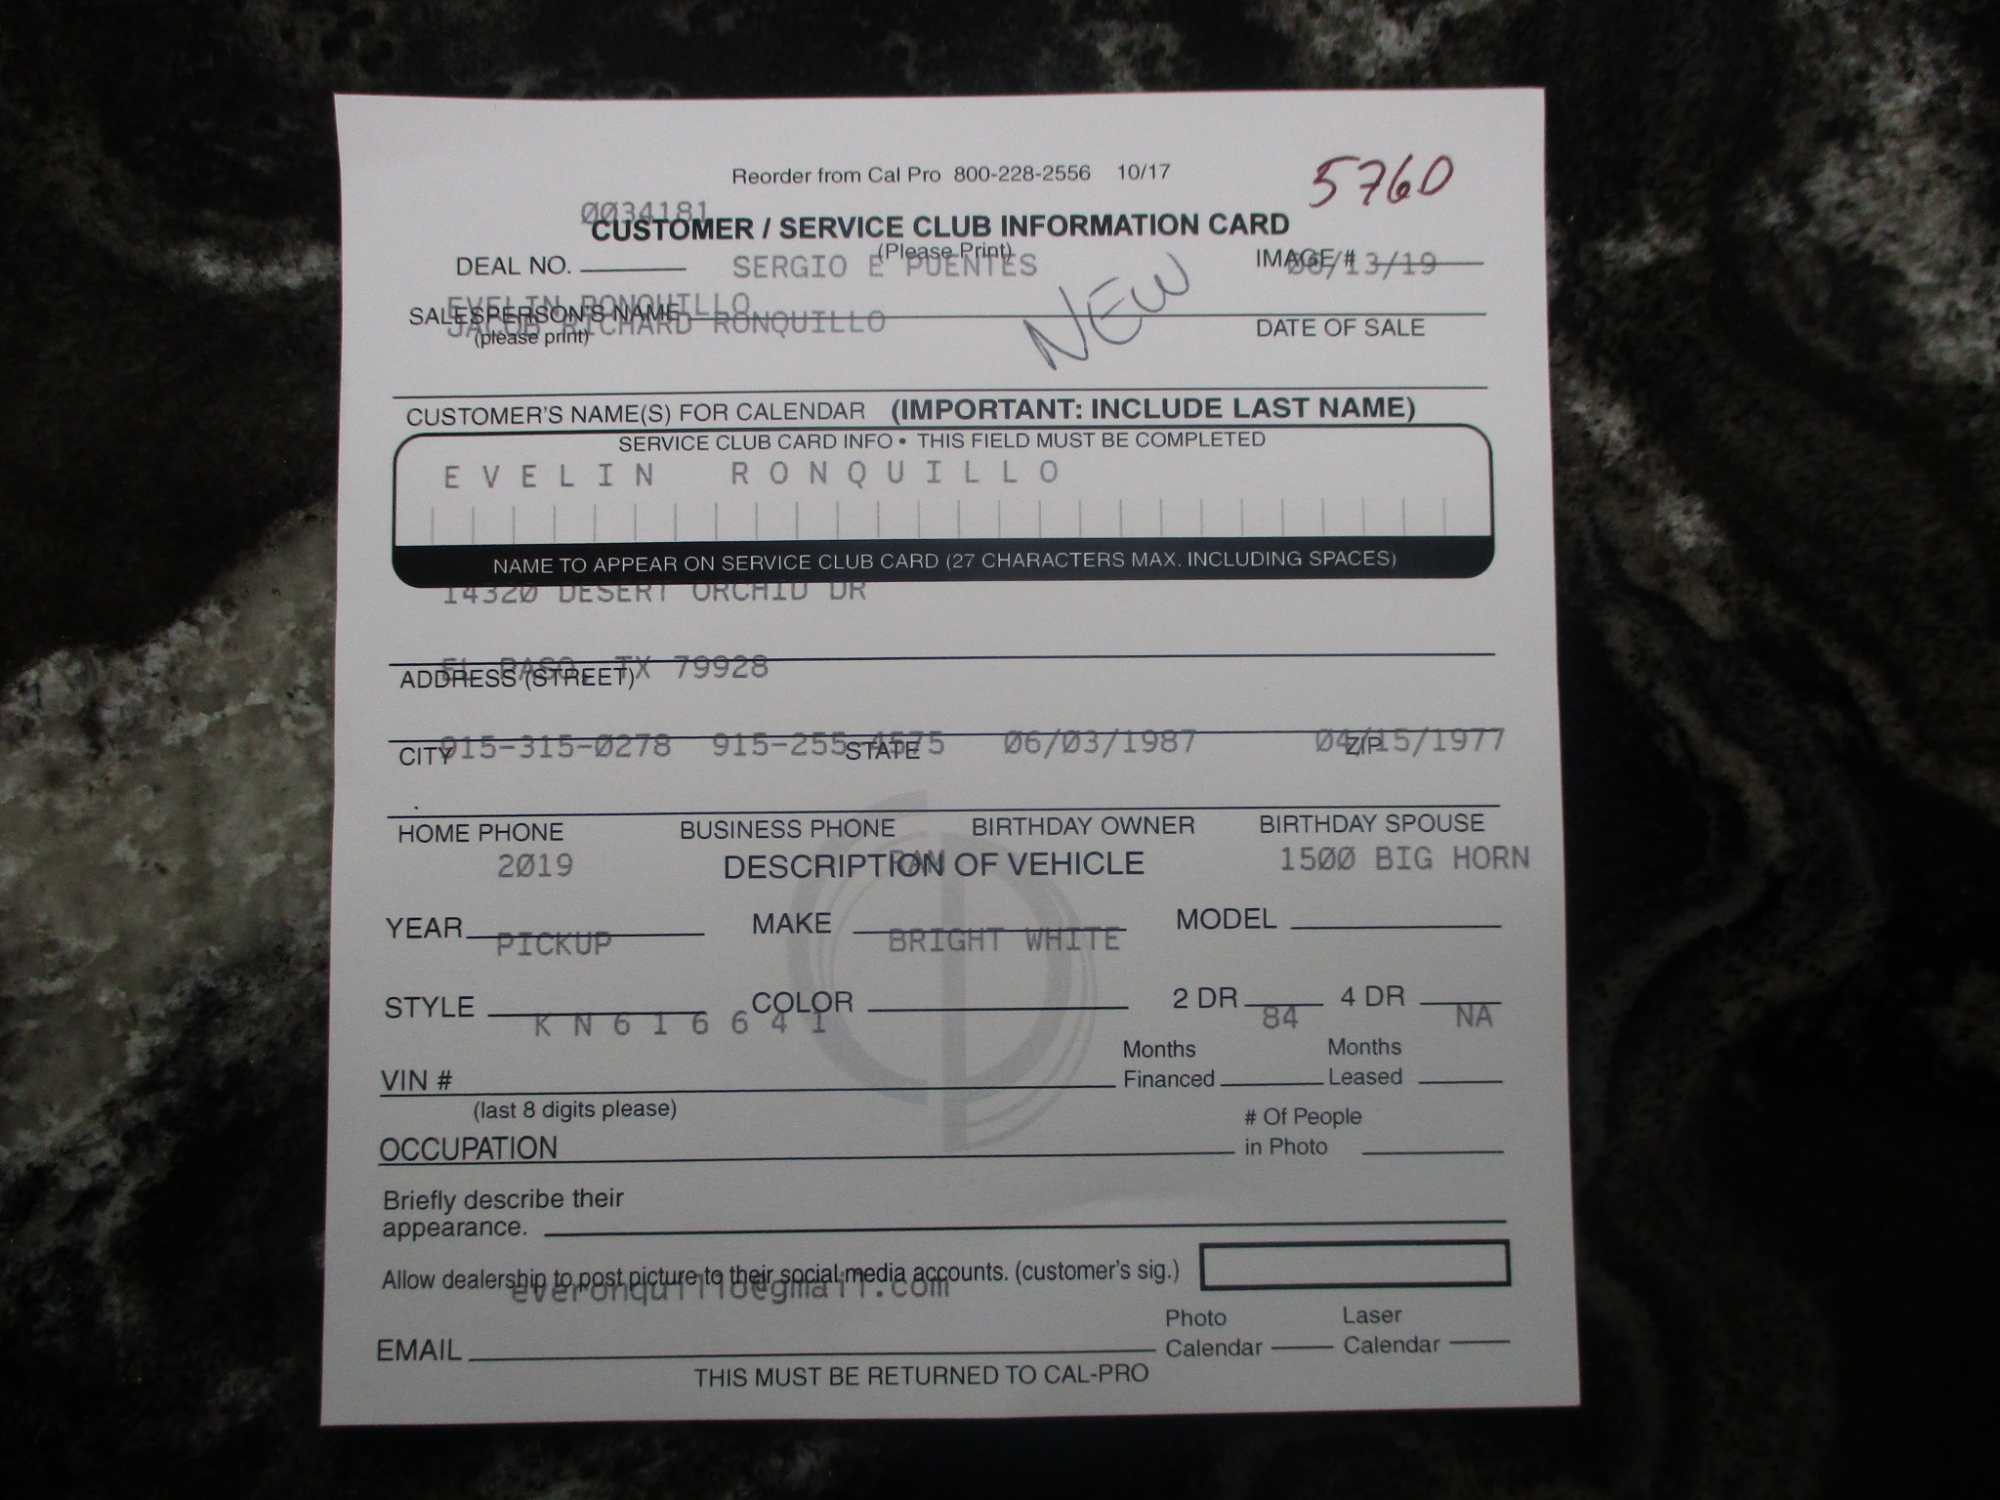 Reorder from Cal Pro 800-228-2556 10/17
5760
0034181
CUSTOMER / SERVICE CLUB INFORMATION CARD
(Please Print)
DEAL NO. SERGIO E PUENTES IMAGE # 06/13/19
NEW
EVELIN RONQUILLO
SALESPERSON'S NAME
JACOB RICHARD RONQUILLO
(please print)
DATE OF SALE
CUSTOMER'S NAME(S) FOR CALENDAR (IMPORTANT: INCLUDE LAST NAME)
SERVICE CLUB CARD INFO • THIS FIELD MUST BE COMPLETED
EVELIN RONQUILLO
NAME TO APPEAR ON SERVICE CLUB CARD (27 CHARACTERS MAX. INCLUDING SPACES)
14320 DESERT ORCHID DR
EL PASO, TX 79928
ADDRESS (STREET)
915-315-0278 915-255-4575 06/03/1987 04/15/1977
CITY STATE ZIP
HOME PHONE BUSINESS PHONE BIRTHDAY OWNER BIRTHDAY SPOUSE
2019 RAM 1500 BIG HORN
DESCRIPTION OF VEHICLE
YEAR MAKE MODEL
PICKUP BRIGHT WHITE
STYLE COLOR 2 DR 4 DR
KN616641 84 NA
Months Financed Months Leased
VIN #
(last 8 digits please)
# Of People in Photo
OCCUPATION
Briefly describe their
appearance.
Allow dealership to post picture to their social media accounts. (customer's sig.)
everonquillo@gmail.com
Photo Calendar Laser Calendar
EMAIL
THIS MUST BE RETURNED TO CAL-PRO